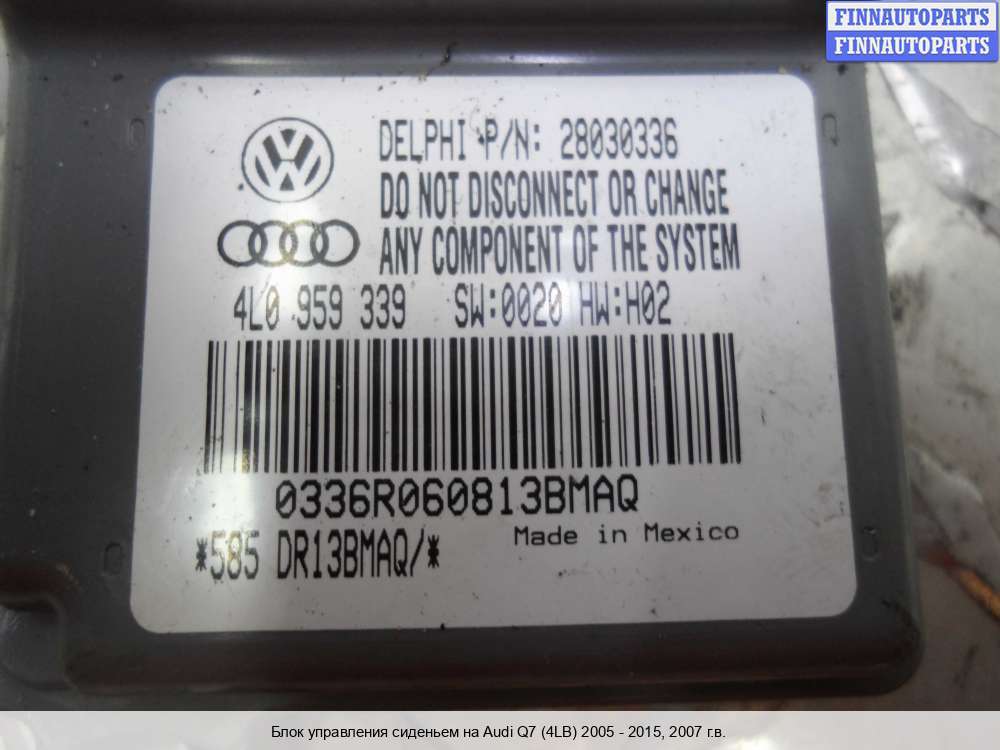 FINNAUTOPARTS
FINNAUTOPARTS
DELPHI P/N: 28030336
DO NOT DISCONNECT OR CHANGE
ANY COMPONENT OF THE SYSTEM
4L0 959 339 SW:0020 HW:H02
0336R060813BMAQ
Made in Mexico
*585 DR13BMAQ/*
Блок управления сиденьем на Audi Q7 (4LB) 2005 - 2015, 2007 г.в.